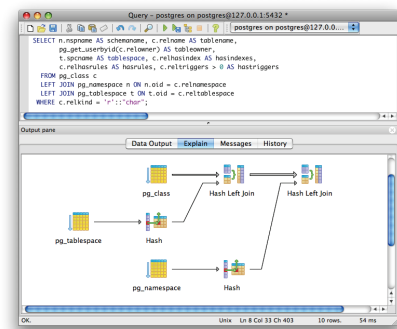 Query - postgres on postgres@127.0.0.1:5432 *
postgres on postgres@127.0.0....
SELECT n.nspname AS schemaname, c.relname AS tablename,
pg_get_userbyid(c.relowner) AS tableowner,
t.spcname AS tablespace, c.relhasindex AS hasindexes,
c.relhasrules AS hasrules, c.reltriggers > 0 AS hastriggers
FROM pg_class c
LEFT JOIN pg_namespace n ON n.oid = c.relnamespace
LEFT JOIN pg_tablespace t ON t.oid = c.reltablespace
WHERE c.relkind = 'r'::"char";
Output pane
Data Output Explain Messages History
pg_class Hash Left Join Hash Left Join
pg_tablespace Hash
pg_namespace Hash
OK. Unix Ln 8 Col 33 Ch 403 10 rows. 54 ms